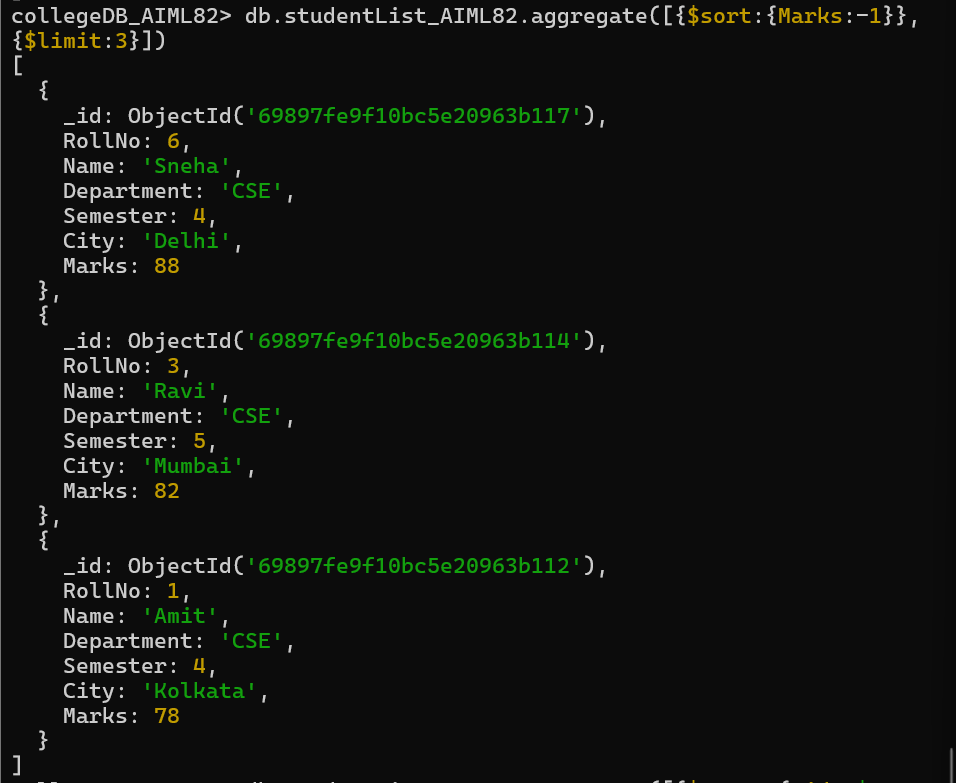 collegeDB_AIML82> db.studentList_AIML82.aggregate([{$sort:{Marks:-1}},
{$limit:3}])
[
  {
    _id: ObjectId('69897fe9f10bc5e20963b117'),
    RollNo: 6,
    Name: 'Sneha',
    Department: 'CSE',
    Semester: 4,
    City: 'Delhi',
    Marks: 88
  },
  {
    _id: ObjectId('69897fe9f10bc5e20963b114'),
    RollNo: 3,
    Name: 'Ravi',
    Department: 'CSE',
    Semester: 5,
    City: 'Mumbai',
    Marks: 82
  },
  {
    _id: ObjectId('69897fe9f10bc5e20963b112'),
    RollNo: 1,
    Name: 'Amit',
    Department: 'CSE',
    Semester: 4,
    City: 'Kolkata',
    Marks: 78
  }
]